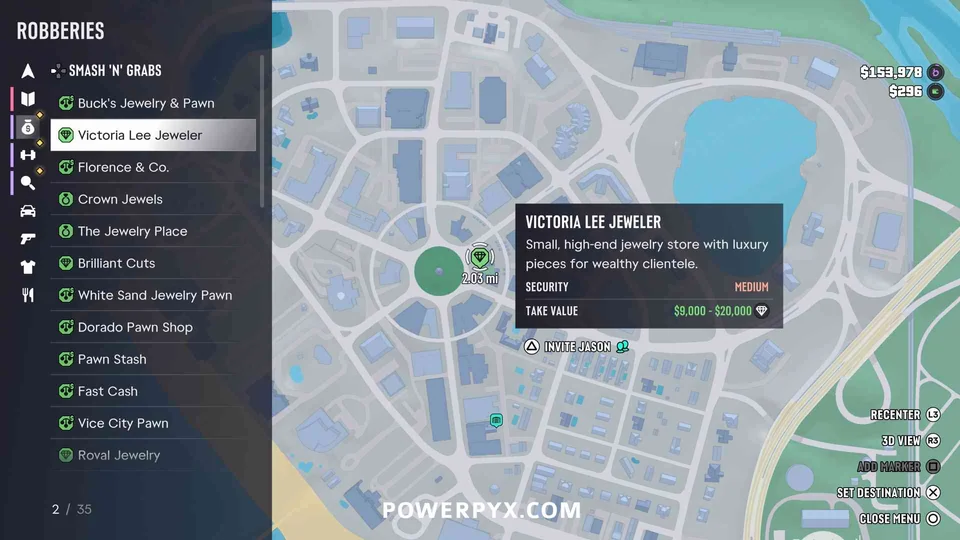 ROBBERIES
SMASH 'N' GRABS
Buck's Jewelry & Pawn
Victoria Lee Jeweler
Florence & Co.
Crown Jewels
The Jewelry Place
Brilliant Cuts
White Sand Jewelry Pawn
Dorado Pawn Shop
Pawn Stash
Fast Cash
Vice City Pawn
Royal Jewelry
2 / 35
$153,978
$296
2.03 mi
VICTORIA LEE JEWELER
Small, high-end jewelry store with luxury
pieces for wealthy clientele.
SECURITY MEDIUM
TAKE VALUE $9,000 - $20,000
INVITE JASON
RECENTER L3
3D VIEW R3
ADD MARKER
SET DESTINATION
CLOSE MENU
POWERPYX.COM